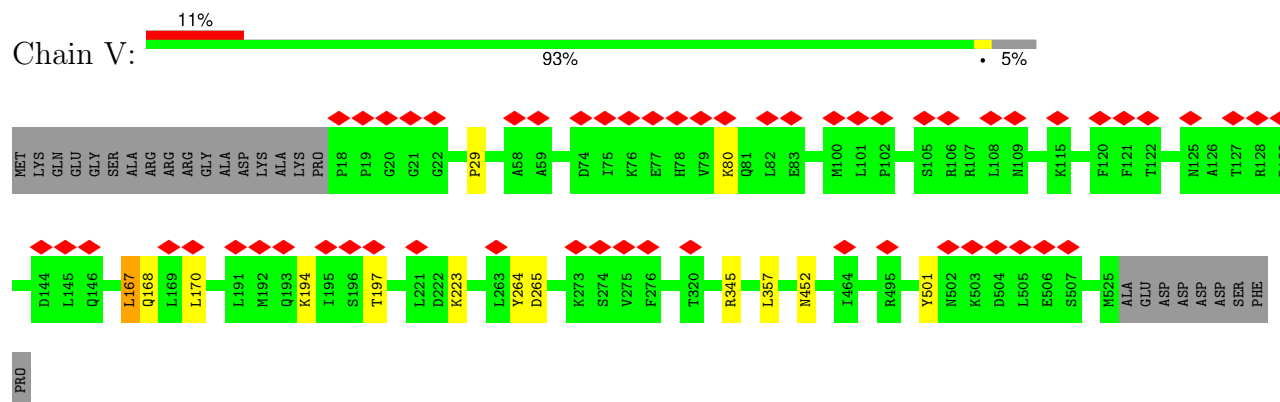 11%
Chain V:
93%
• 5%
MET LYS GLN GLU GLU GLY SER ALA ARG ARG ARG GLY ALA ASP LYS ALA LYS PRO P18 P19 G20 G21 G22 P29 A58 A59 D74 I75 K76 E77 H78 V79 K80 Q81 L82 E83 M100 L101 P102 S105 R106 R107 L108 N109 K115 F120 F121 T122 N125 A126 T127 R128
D144 L145 Q146 L167 Q168 L169 L170 L191 M192 Q193 K194 I195 S196 T197 L221 D222 K223 L263 Y264 D265 K273 S274 V275 F276 T320 R345 L357 N452 I464 R495 Y501 N502 K503 D504 L505 E506 S507 M525 ALA GLU ASP ASP ASP ASP SER PHE
PRO